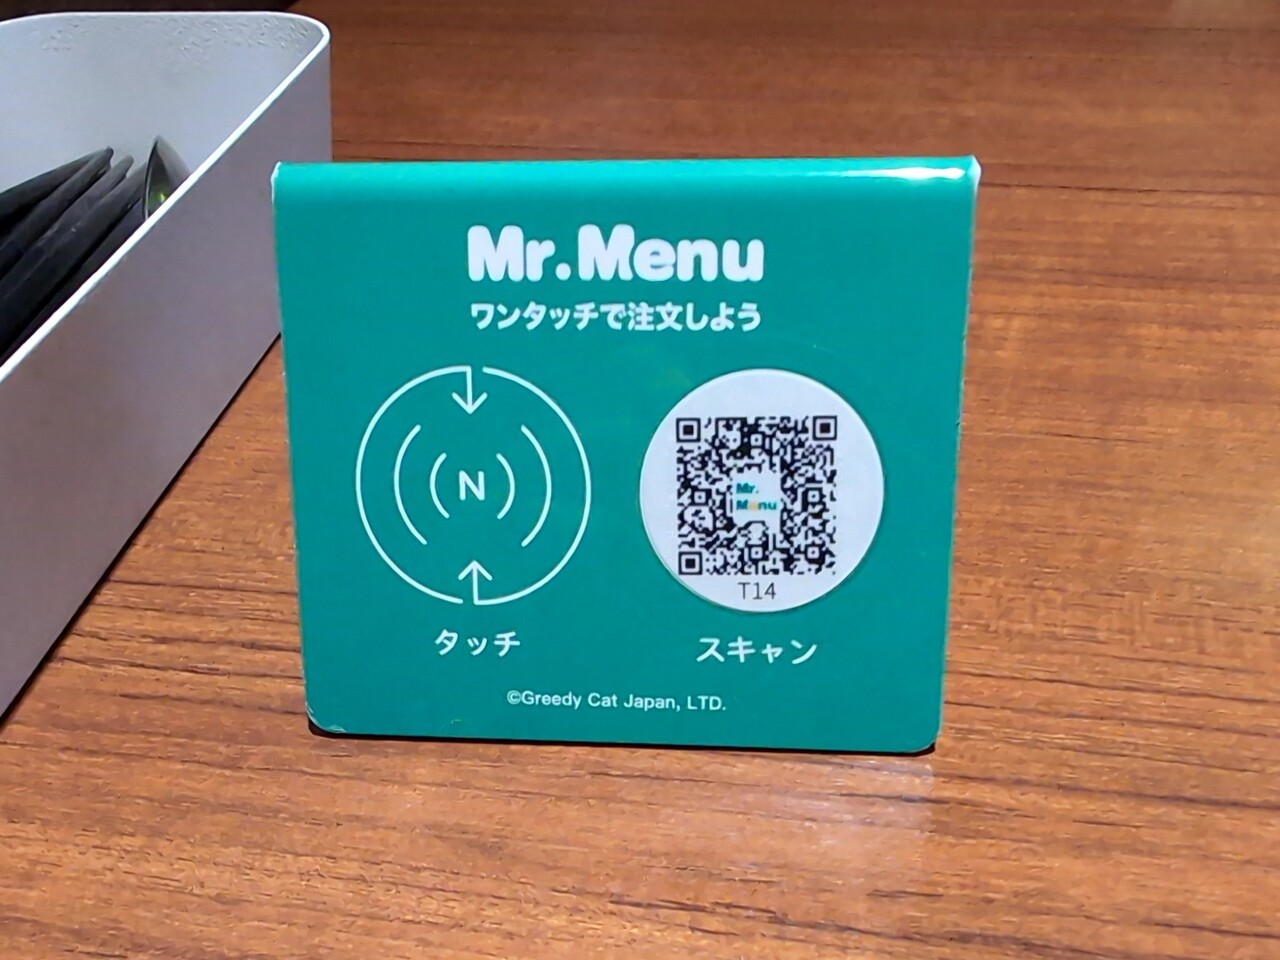 Mr.Menu
ワンタッチで注文しよう
N
Mr.
Menu
T14
タッチ
スキャン
©Greedy Cat Japan, LTD.